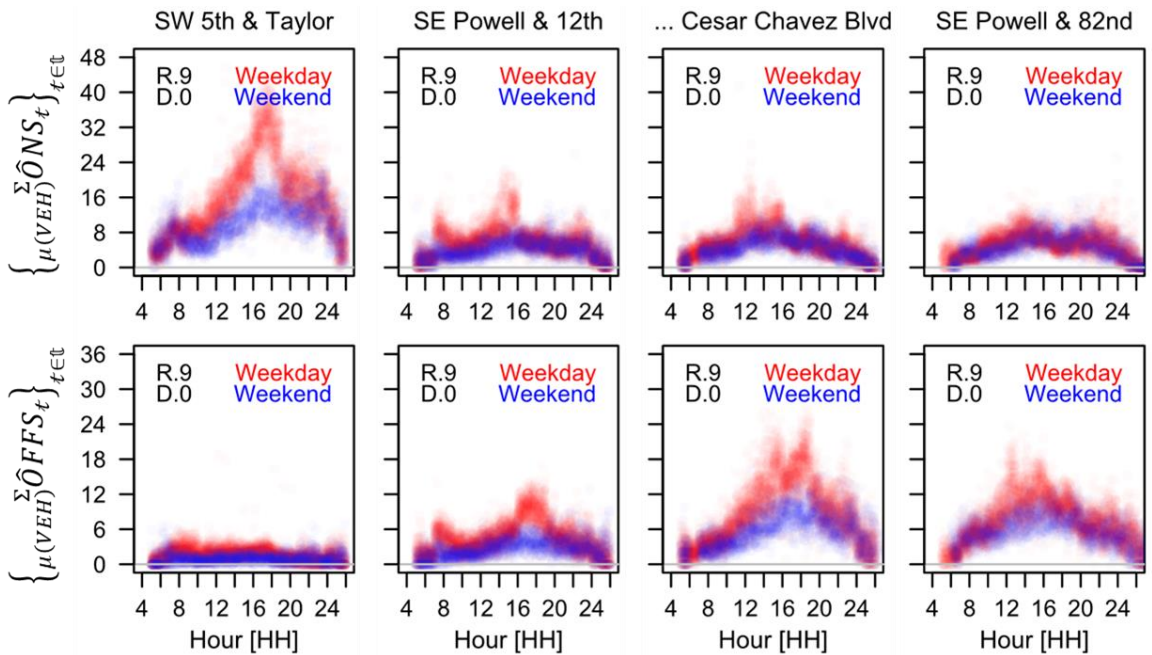 SW 5th & Taylor SE Powell & 12th ... Cesar Chavez Blvd SE Powell & 82nd
{Σμ(VEH)ÔNS_t}_{t∈𝕥}
48 40 32 24 16 8 0
R.9 Weekday R.9 Weekday R.9 Weekday R.9 Weekday
D.0 Weekend D.0 Weekend D.0 Weekend D.0 Weekend
4 8 12 16 20 24 4 8 12 16 20 24 4 8 12 16 20 24 4 8 12 16 20 24
{Σμ(VEH)ÔFFS_t}_{t∈𝕥}
36 30 24 18 12 6 0
R.9 Weekday R.9 Weekday R.9 Weekday R.9 Weekday
D.0 Weekend D.0 Weekend D.0 Weekend D.0 Weekend
4 8 12 16 20 24 4 8 12 16 20 24 4 8 12 16 20 24 4 8 12 16 20 24
Hour [HH] Hour [HH] Hour [HH] Hour [HH]